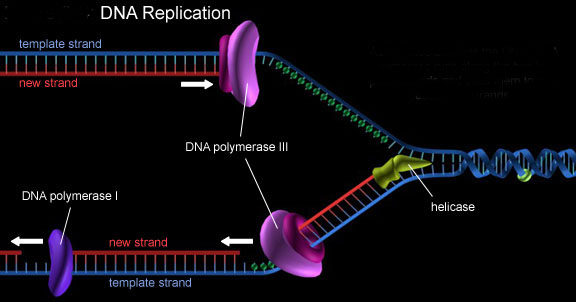 DNA Replication
template strand
new strand
DNA polymerase III
DNA polymerase I
helicase
new strand
template strand